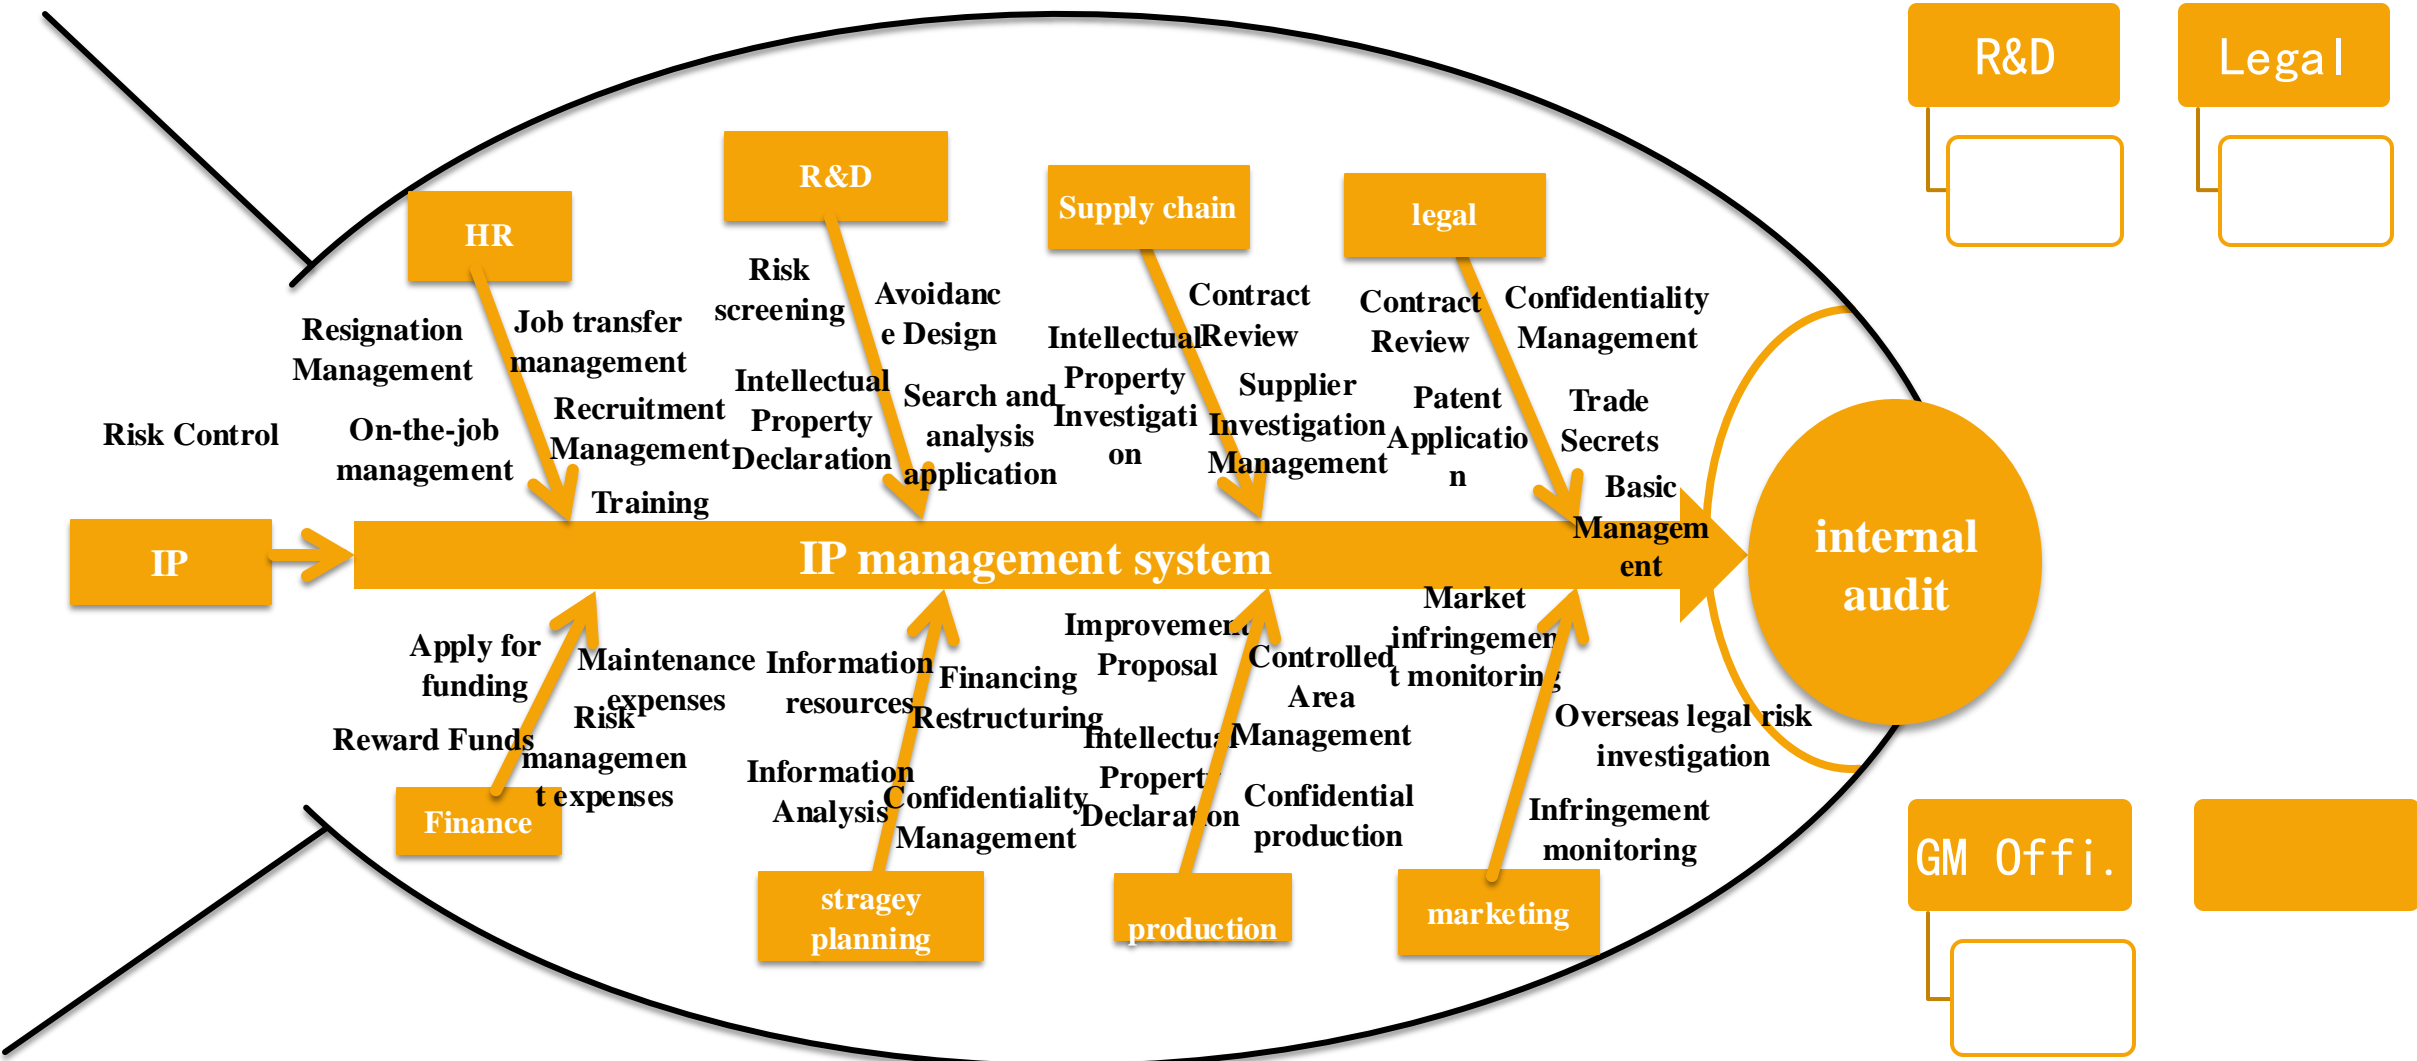 R&D
Legal
HR
R&D
Supply chain
legal
Resignation
Management
Job transfer
management
On-the-job
management
Recruitment
Management
Training
Risk
screening
Avoidanc
e Design
Intellectual
Property
Declaration
Search and
analysis
application
Intellectual
Property
Investigati
on
Contract
Review
Supplier
Investigation
Management
Contract
Review
Confidentiality
Management
Patent
Applicatio
n
Trade
Secrets
Basic
Managem
ent
Risk Control
IP
IP management system
internal
audit
Apply for
funding
Maintenance
expenses
Reward Funds
Risk
managemen
t expenses
Finance
Information
resources
Financing
Restructuring
Information
Analysis
Confidentiality
Management
stragey
planning
Improvement
Proposal
Controlled
Area
Management
Intellectual
Property
Declaration
Confidential
production
production
Market
infringemen
t monitoring
Overseas legal risk
investigation
Infringement
monitoring
marketing
GM Offi.